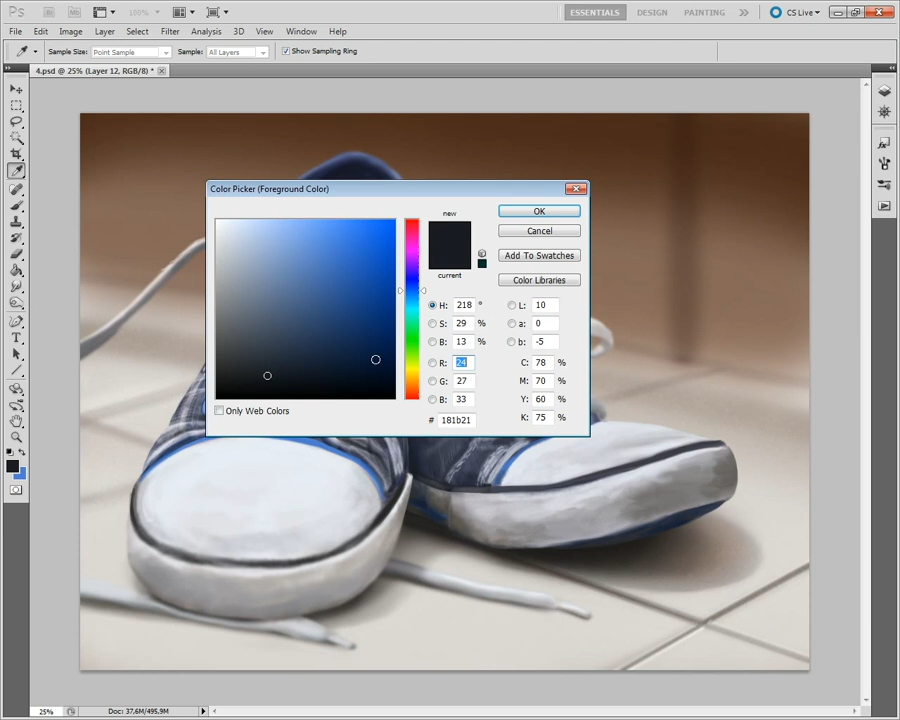 Ps Br Mb 100% ESSENTIALS DESIGN PAINTING CS Live
File Edit Image Layer Select Filter Analysis 3D View Window Help
Sample Size: Point Sample Sample: All Layers Show Sampling Ring
4.psd @ 25% (Layer 12, RGB/8) *
Color Picker (Foreground Color)
new
OK
Cancel
current
Add To Swatches
Color Libraries
H: 218 ° L: 10
S: 29 % a: 0
B: 13 % b: -5
R: 24 C: 78 %
G: 27 M: 70 %
B: 33 Y: 60 %
# 181b21 K: 75 %
Only Web Colors
25% Doc: 37,6M/495,9M